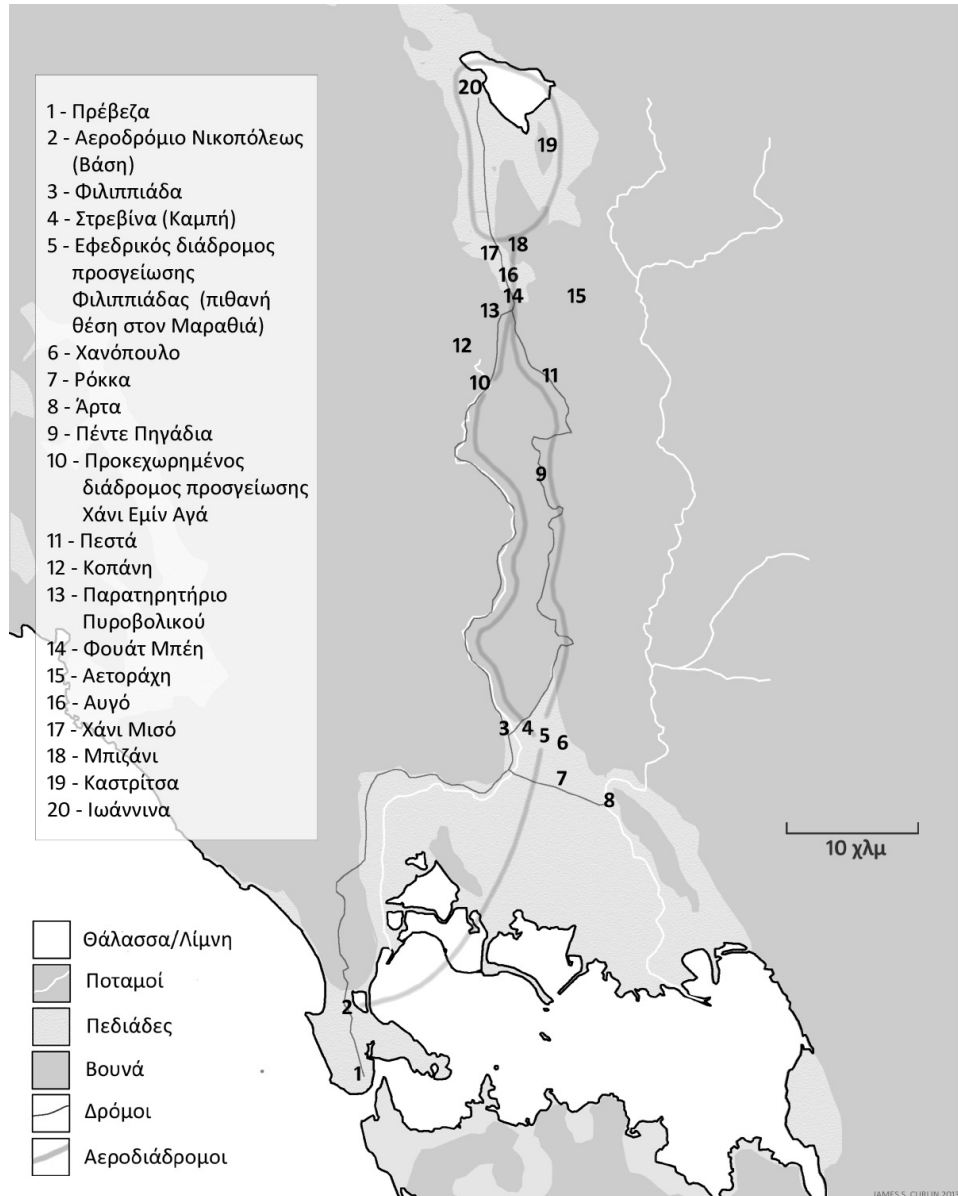 1 - Πρέβεζα
2 - Αεροδρόμιο Νικοπόλεως
(Βάση)
3 - Φιλιππιάδα
4 - Στρεβίνα (Καμπή)
5 - Εφεδρικός διάδρομος
προσγείωσης
Φιλιππιάδας (πιθανή
θέση στον Μαραθιά)
6 - Χανόπουλο
7 - Ρόκκα
8 - Άρτα
9 - Πέντε Πηγάδια
10 - Προκεχωρημένος
διάδρομος προσγείωσης
Χάνι Εμίν Αγά
11 - Πεστά
12 - Κοπάνη
13 - Παρατηρητήριο
Πυροβολικού
14 - Φουάτ Μπέη
15 - Αετοράχη
16 - Αυγό
17 - Χάνι Μισό
18 - Μπιζάνι
19 - Καστρίτσα
20 - Ιωάννινα
20
19
18
17
16
15
14
13
12
11
10
9
3
4
5
6
7
8
10 χλμ
2
1
Θάλασσα/Λίμνη
Ποταμοί
Πεδιάδες
Βουνά
Δρόμοι
Αεροδιάδρομοι
JAMES S. CURLIN 2013